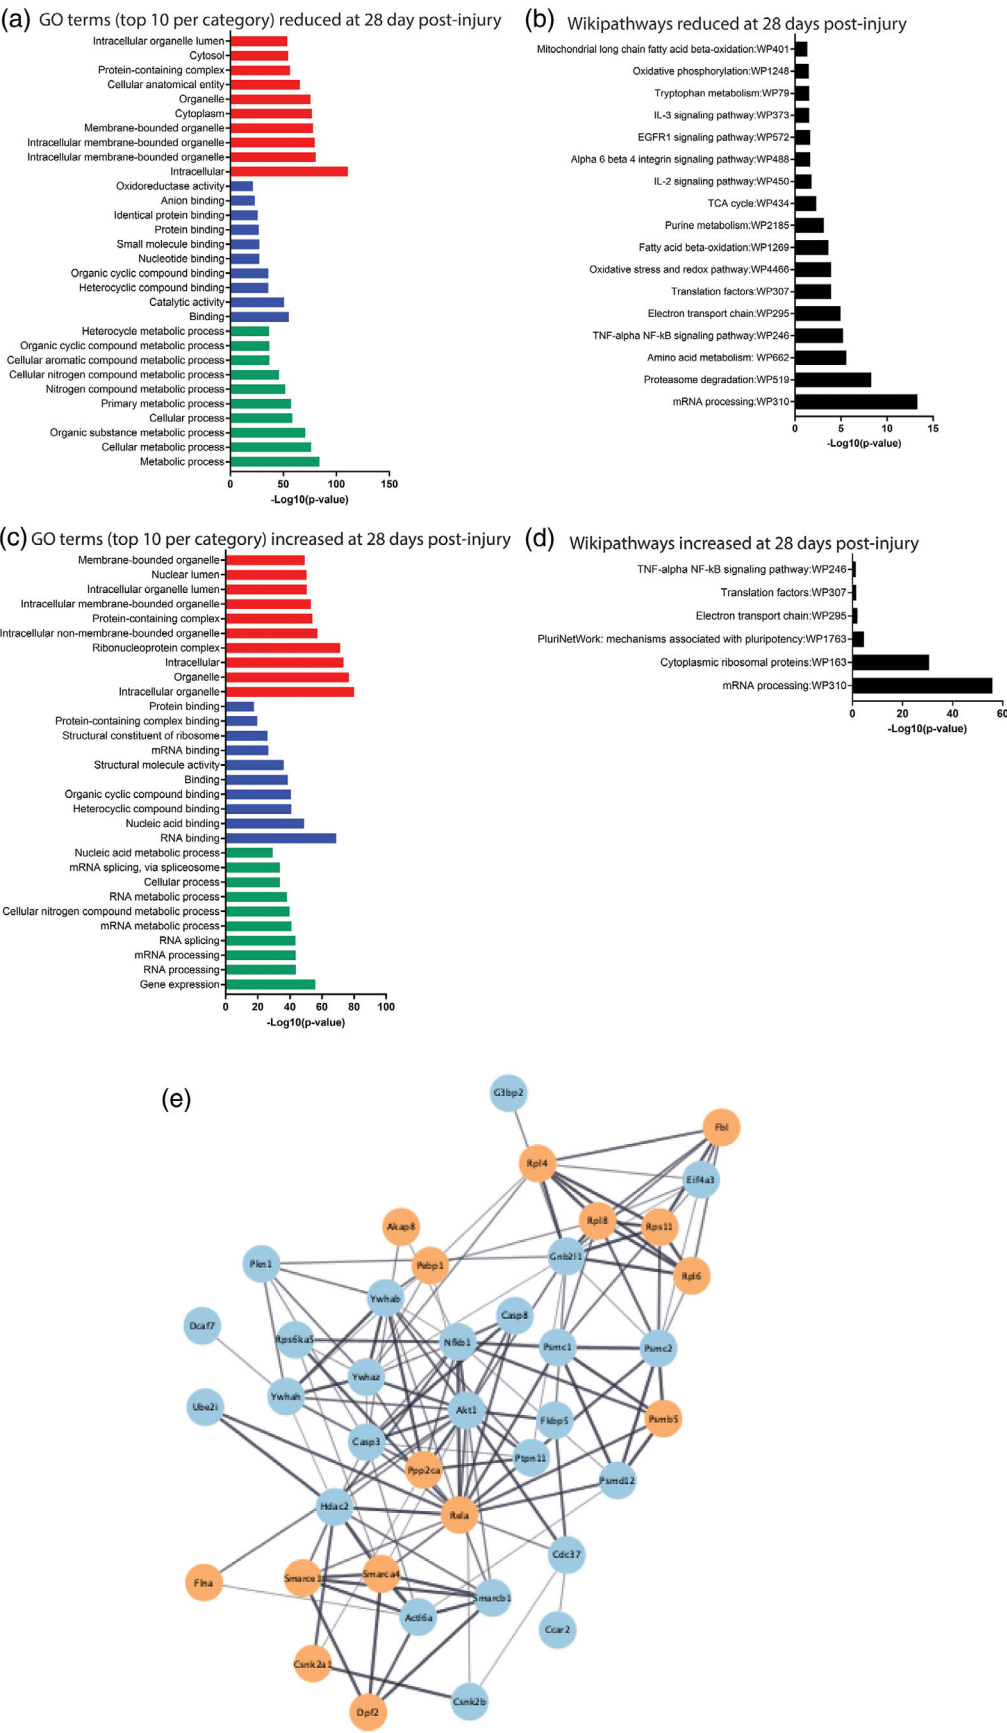 (a) GO terms (top 10 per category) reduced at 28 day post-injury
Intracellular organelle lumen
Cytosol
Protein-containing complex
Cellular anatomical entity
Organelle
Cytoplasm
Membrane-bounded organelle
Intracellular membrane-bounded organelle
Intracellular membrane-bounded organelle
Intracellular
Oxidoreductase activity
Anion binding
Identical protein binding
Protein binding
Small molecule binding
Nucleotide binding
Organic cyclic compound binding
Heterocyclic compound binding
Catalytic activity
Binding
Heterocycle metabolic process
Organic cyclic compound metabolic process
Cellular aromatic compound metabolic process
Cellular nitrogen compound metabolic process
Nitrogen compound metabolic process
Primary metabolic process
Cellular process
Organic substance metabolic process
Cellular metabolic process
Metabolic process
0 50 100 150
-Log10(p-value)
(b) Wikipathways reduced at 28 days post-injury
Mitochondrial long chain fatty acid beta-oxidation:WP401
Oxidative phosphorylation:WP1248
Tryptophan metabolism:WP79
IL-3 signaling pathway:WP373
EGFR1 signaling pathway:WP572
Alpha 6 beta 4 integrin signaling pathway:WP488
IL-2 signaling pathway:WP450
TCA cycle:WP434
Purine metabolism:WP2185
Fatty acid beta-oxidation:WP1269
Oxidative stress and redox pathway:WP4466
Translation factors:WP307
Electron transport chain:WP295
TNF-alpha NF-kB signaling pathway:WP246
Amino acid metabolism: WP662
Proteasome degradation:WP519
mRNA processing:WP310
0 5 10 15
-Log10(p-value)
(c) GO terms (top 10 per category) increased at 28 days post-injury
Membrane-bounded organelle
Nuclear lumen
Intracellular organelle lumen
Intracellular membrane-bounded organelle
Protein-containing complex
Intracellular non-membrane-bounded organelle
Ribonucleoprotein complex
Intracellular
Organelle
Intracellular organelle
Protein binding
Protein-containing complex binding
Structural constituent of ribosome
mRNA binding
Structural molecule activity
Binding
Organic cyclic compound binding
Heterocyclic compound binding
Nucleic acid binding
RNA binding
Nucleic acid metabolic process
mRNA splicing, via spliceosome
Cellular process
RNA metabolic process
Cellular nitrogen compound metabolic process
mRNA metabolic process
RNA splicing
mRNA processing
RNA processing
Gene expression
0 20 40 60 80 100
-Log10(p-value)
(d) Wikipathways increased at 28 days post-injury
TNF-alpha NF-kB signaling pathway:WP246
Translation factors:WP307
Electron transport chain:WP295
PluriNetWork: mechanisms associated with pluripotency:WP1763
Cytoplasmic ribosomal proteins:WP163
mRNA processing:WP310
0 20 40 60
-Log10(p-value)
(e)
G3bp2
Fbl
Rpl4
Eif4a3
Akap8
Rpl8
Rps11
Pkn1
Pebp1
Gnb2l1
Rpl6
Ywhab
Casp8
Dcaf7
Rps6ka5
Nfkb1
Psmc1
Psmc2
Ywhaz
Ywhah
Ube2i
Akt1
Fkbp5
Psmb5
Casp3
Ptpn11
Ppp2ca
Psmd12
Hdac2
Rela
Cdc37
Flna
Smarce1
Smarca4
Smarcb1
Actl6a
Ccar2
Csnk2a1
Csnk2b
Dpf2